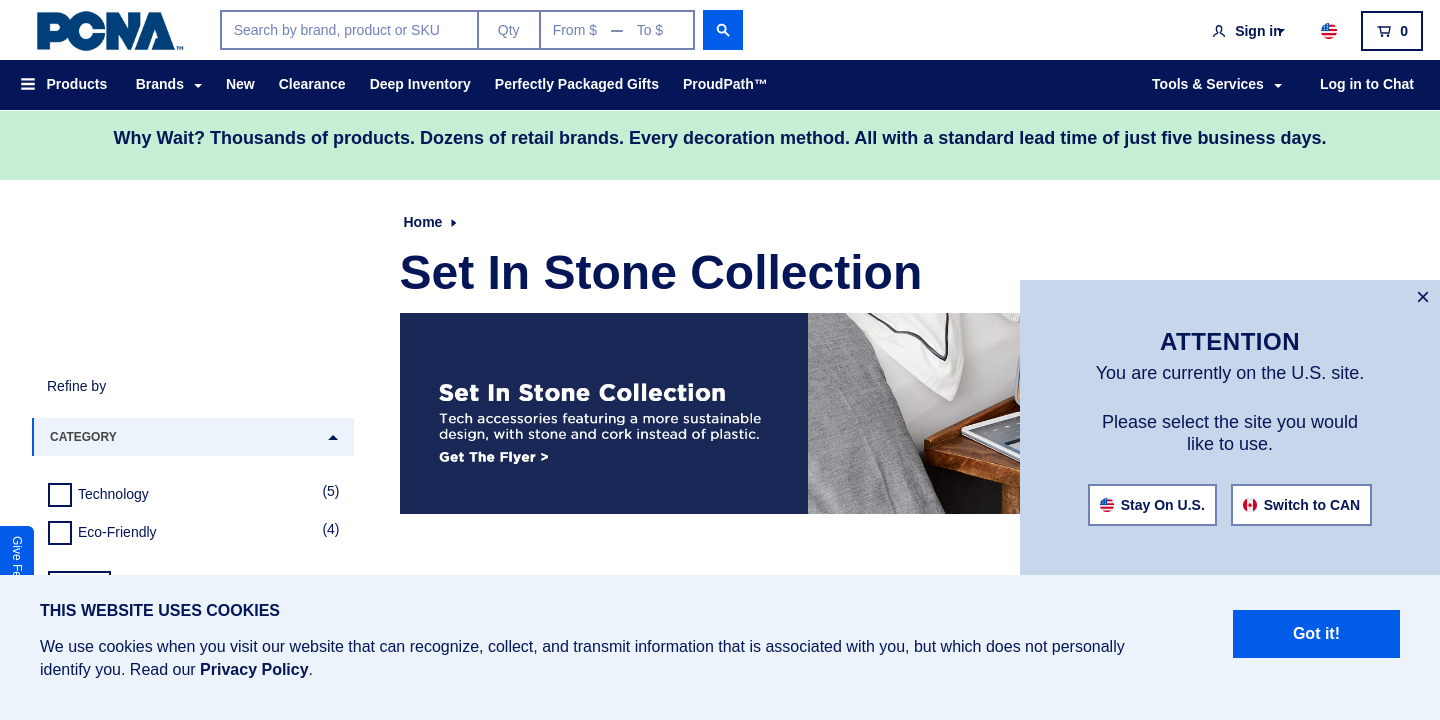 PCNA™
Search by brand, product or SKU
Qty
From $ — To $
Sign in
0
Products
Brands
New
Clearance
Deep Inventory
Perfectly Packaged Gifts
ProudPath™
Tools & Services
Log in to Chat
Why Wait? Thousands of products. Dozens of retail brands. Every decoration method. All with a standard lead time of just five business days.
Home
Set In Stone Collection
Set In Stone Collection
Tech accessories featuring a more sustainable
design, with stone and cork instead of plastic.
Get The Flyer >
Refine by
CATEGORY
Technology (5)
Eco-Friendly (4)
Give
×
ATTENTION
You are currently on the U.S. site.
Please select the site you would
like to use.
Stay On U.S.
Switch to CAN
THIS WEBSITE USES COOKIES
We use cookies when you visit our website that can recognize, collect, and transmit information that is associated with you, but which does not personally
identify you. Read our Privacy Policy.
Got it!